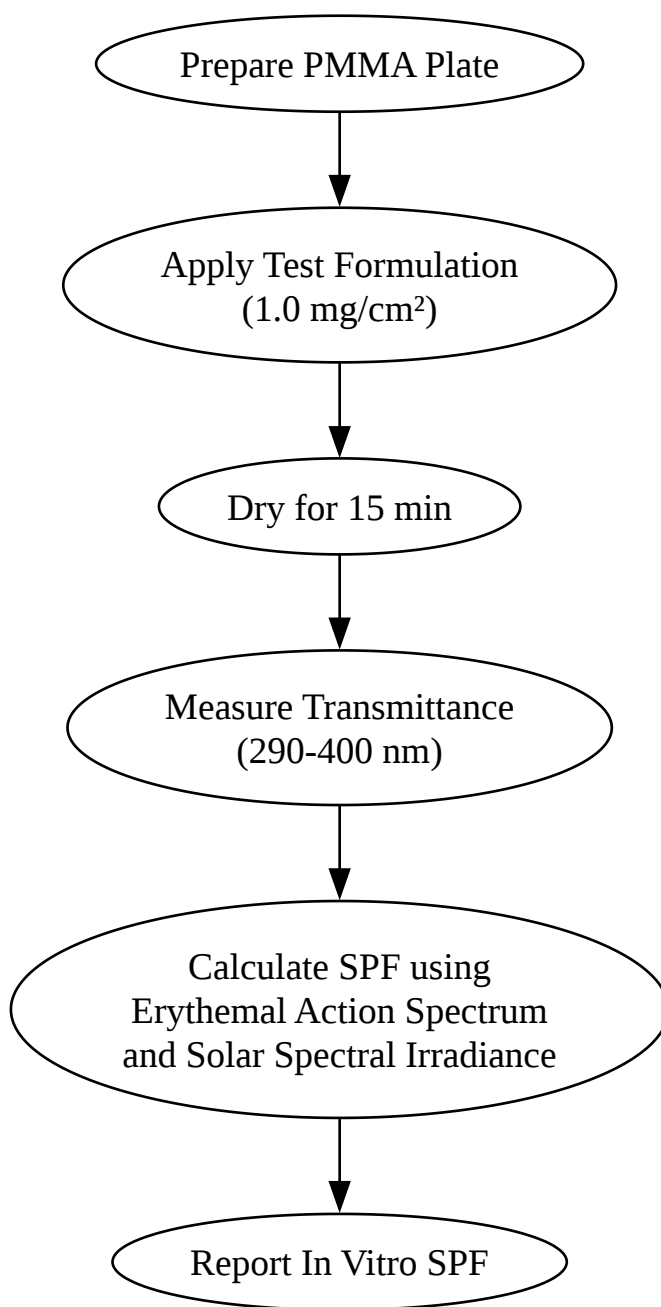 Prepare PMMA Plate
Apply Test Formulation
(1.0 mg/cm²)
Dry for 15 min
Measure Transmittance
(290-400 nm)
Calculate SPF using
Erythemal Action Spectrum
and Solar Spectral Irradiance
Report In Vitro SPF